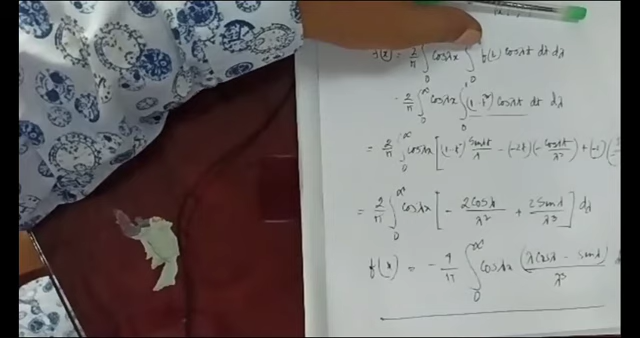 f(x) = 2/π ∫₀^∞ cosλx ∫₀ f(t) cosλt dt dλ
= 2/π ∫₀^∞ cosλx ∫₀¹ (1-t²) cosλt dt dλ
= 2/π ∫₀^∞ cosλx [(1-t²) sinλt/λ - (-2t)(-cosλt/λ²) + (-2)(
= 2/π ∫₀^∞ cosλx [- 2cosλ/λ² + 2sinλ/λ³] dλ
f(x) = - 4/π ∫₀^∞ cosλx (λcosλ - sinλ)/λ³